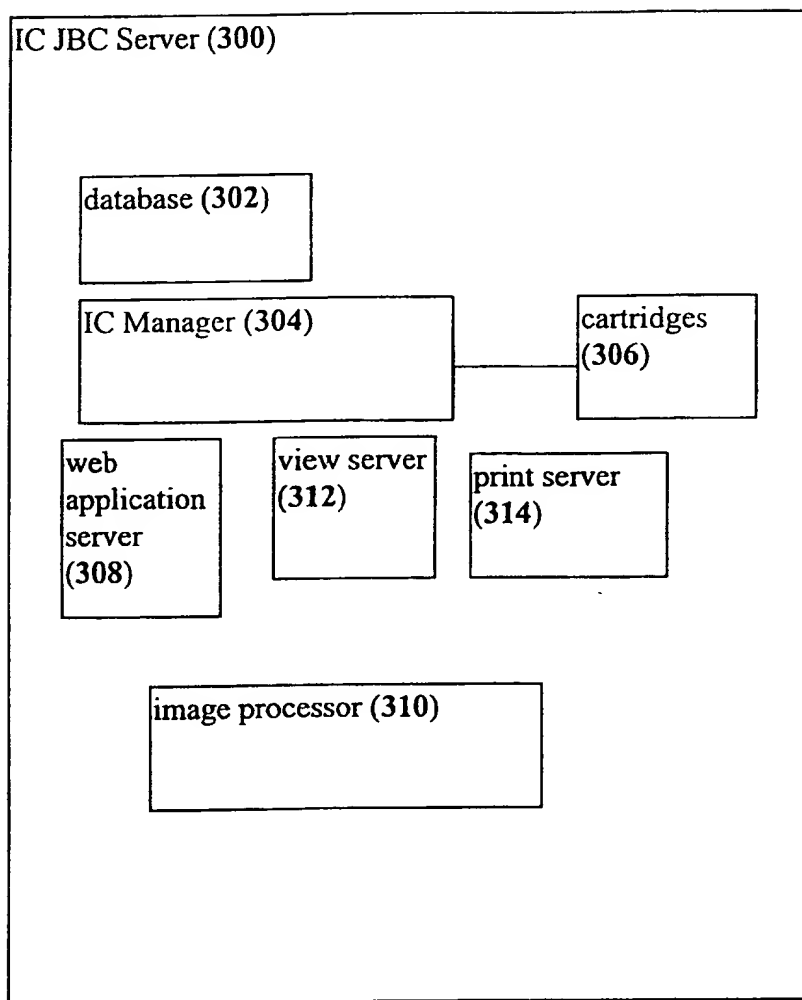 IC JBC Server (300)
database (302)
IC Manager (304)
cartridges
(306)
web
application
server
(308)
view server
(312)
print server
(314)
image processor (310)